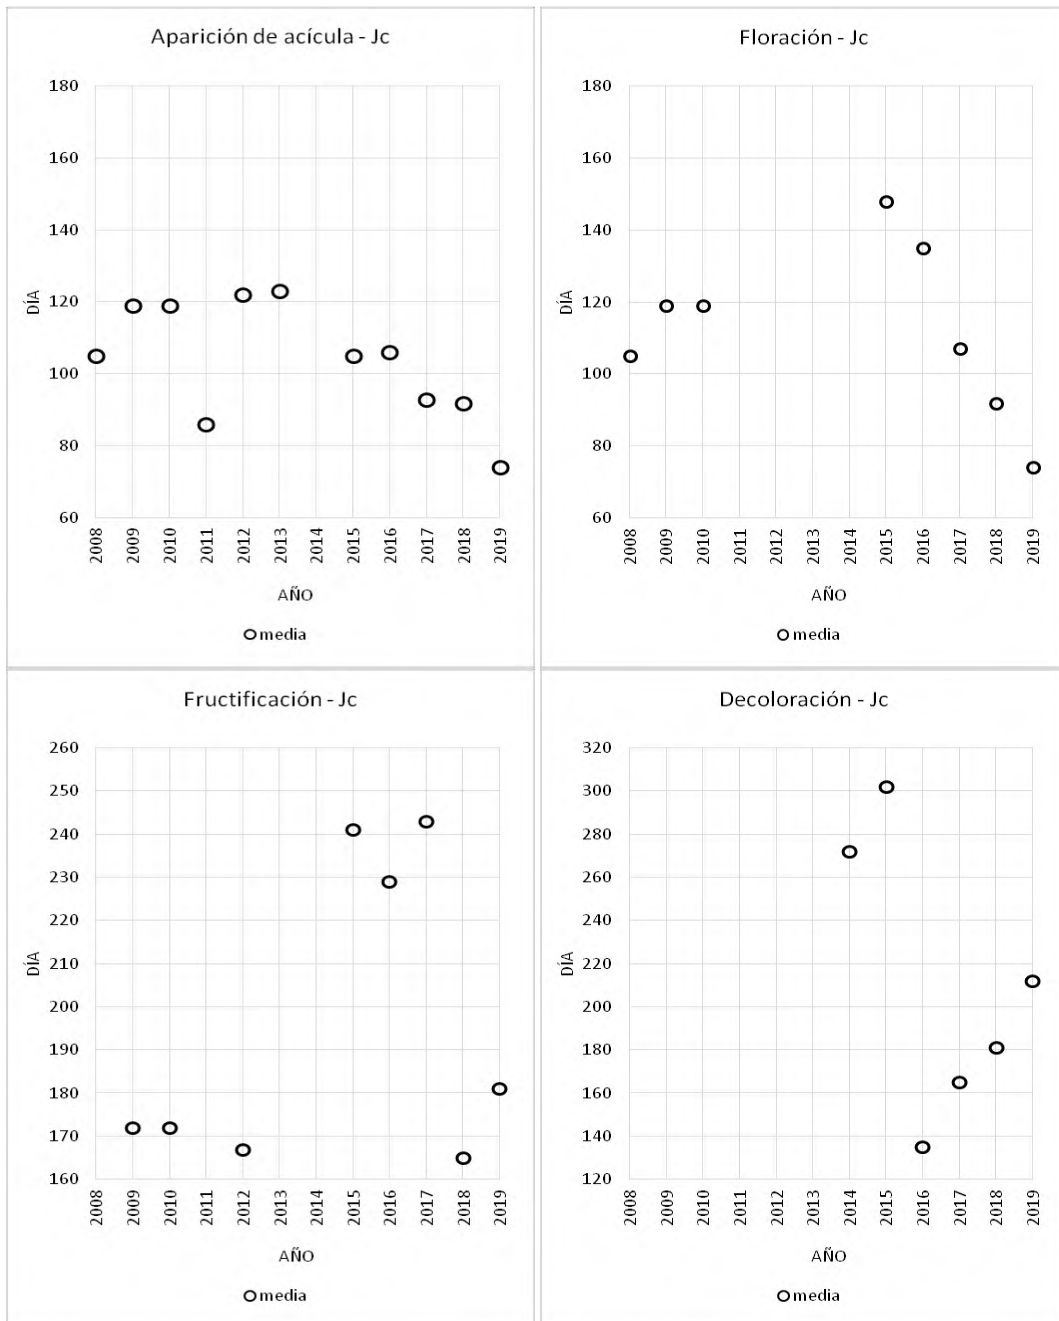 Aparición de acícula - Jc
180
160
140
120
100
80
60
DÍA
2008 2009 2010 2011 2012 2013 2014 2015 2016 2017 2018 2019
AÑO
media
Floración - Jc
180
160
140
120
100
80
60
DÍA
2008 2009 2010 2011 2012 2013 2014 2015 2016 2017 2018 2019
AÑO
media
Fructificación - Jc
260
250
240
230
220
210
200
190
180
170
160
DÍA
2008 2009 2010 2011 2012 2013 2014 2015 2016 2017 2018 2019
AÑO
media
Decoloración - Jc
320
300
280
260
240
220
200
180
160
140
120
DÍA
2008 2009 2010 2011 2012 2013 2014 2015 2016 2017 2018 2019
AÑO
media